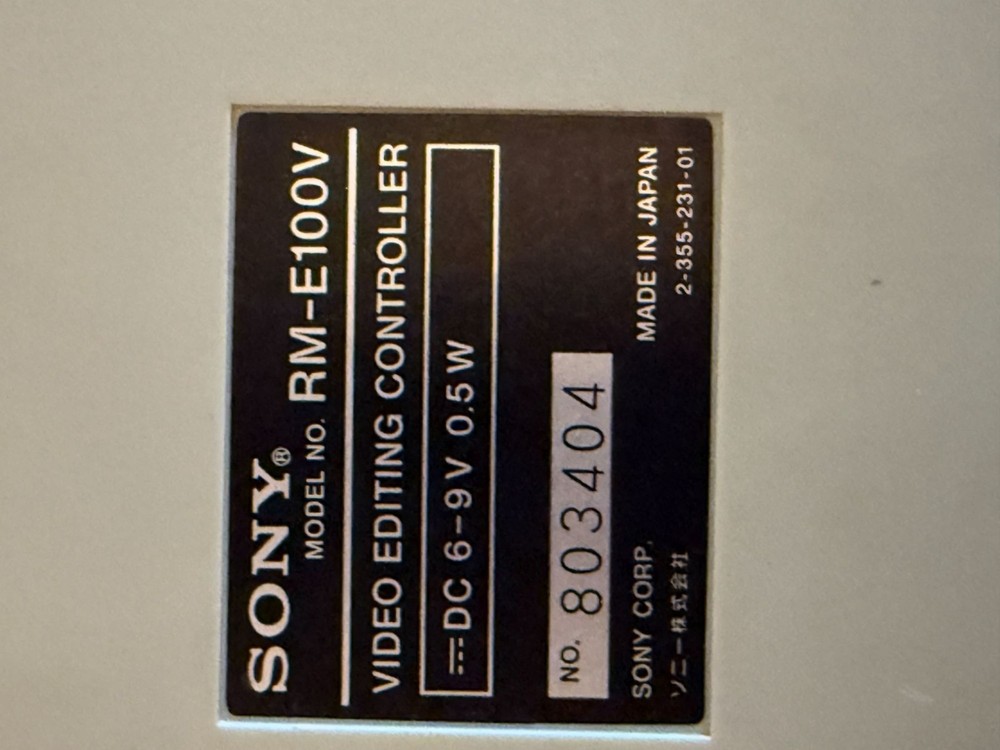 SONY®
MODEL NO. RM-E100V
VIDEO EDITING CONTROLLER
⎓DC 6-9V 0.5W
NO. 803404
SONY CORP. MADE IN JAPAN
ソニー株式会社 2-355-231-01